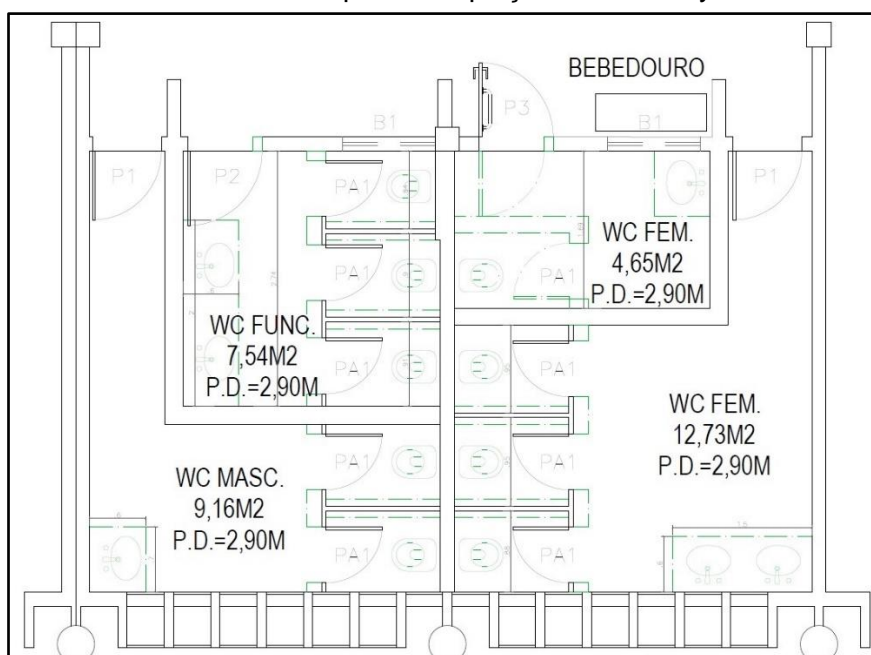 BEBEDOURO
B1
P3
B1
P1
P2
PA1
P1
WC FEM.
4,65M2
P.D.=2,90M
PA1
PA1
WC FUNC.
7,54M2
P.D.=2,90M
PA1
PA1
WC FEM.
12,73M2
P.D.=2,90M
PA1
PA1
WC MASC.
9,16M2
P.D.=2,90M
PA1
PA1